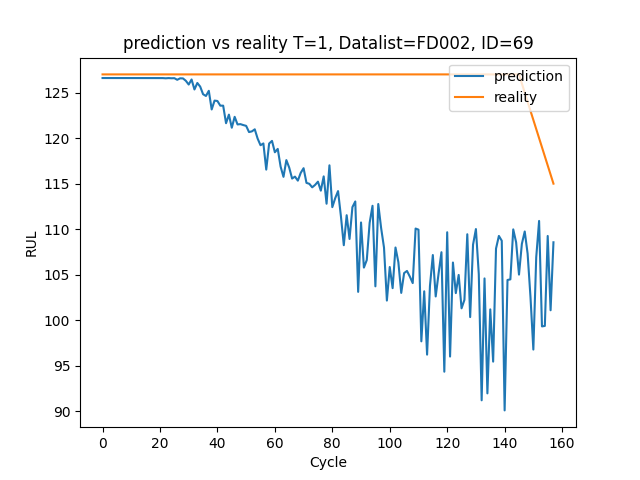 prediction vs reality T=1, Datalist=FD002, ID=69
prediction
reality
125
120
115
110
105
100
95
90
RUL
0 20 40 60 80 100 120 140 160
Cycle